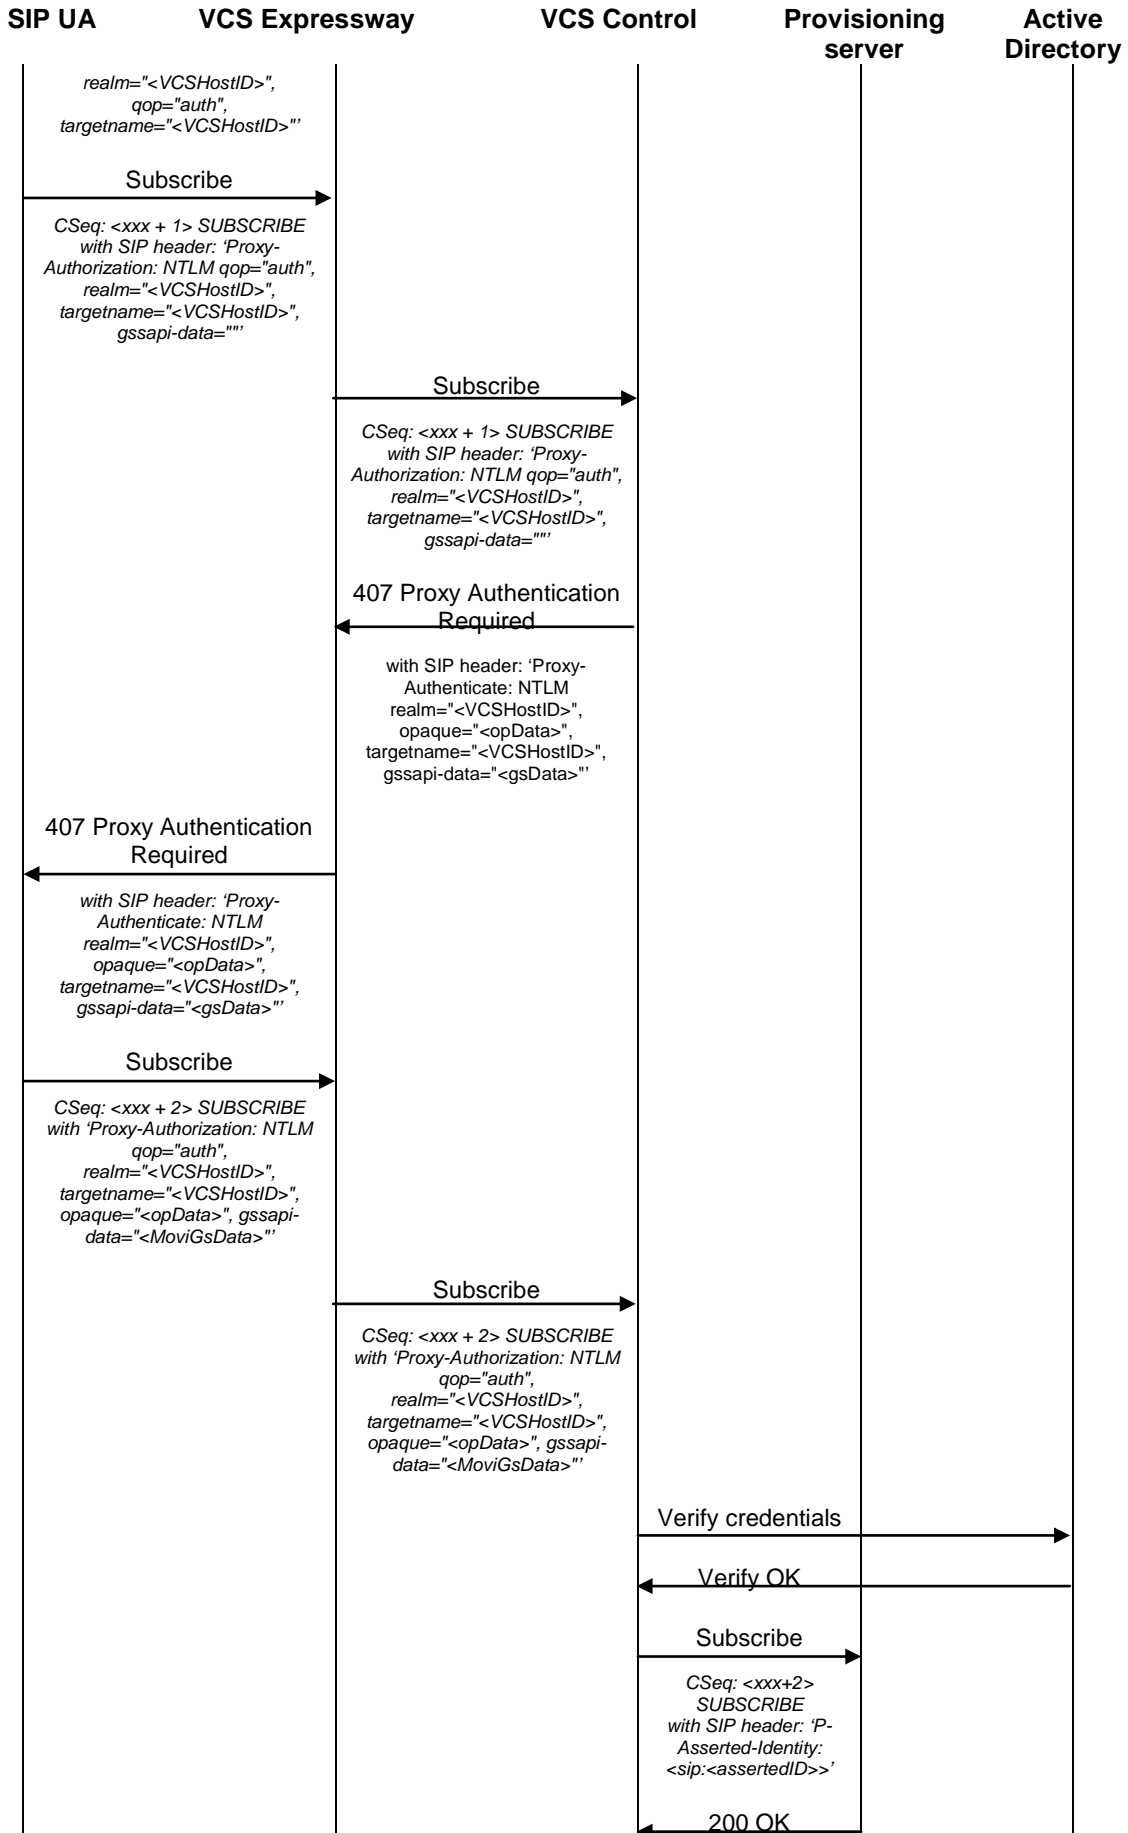 SIP UA VCS Expressway VCS Control Provisioning server Active Directory
realm="<VCSHostID>",
qop="auth",
targetname="<VCSHostID>"’
Subscribe
CSeq: <xxx + 1> SUBSCRIBE
with SIP header: ‘Proxy-
Authorization: NTLM qop="auth",
realm="<VCSHostID>",
targetname="<VCSHostID>",
gssapi-data=""’
Subscribe
CSeq: <xxx + 1> SUBSCRIBE
with SIP header: ‘Proxy-
Authorization: NTLM qop="auth",
realm="<VCSHostID>",
targetname="<VCSHostID>",
gssapi-data=""’
407 Proxy Authentication
Required
with SIP header: ‘Proxy-
Authenticate: NTLM
realm="<VCSHostID>",
opaque="<opData>",
targetname="<VCSHostID>",
gssapi-data="<gsData>"’
407 Proxy Authentication
Required
with SIP header: ‘Proxy-
Authenticate: NTLM
realm="<VCSHostID>",
opaque="<opData>",
targetname="<VCSHostID>",
gssapi-data="<gsData>"’
Subscribe
CSeq: <xxx + 2> SUBSCRIBE
with ‘Proxy-Authorization: NTLM
qop="auth",
realm="<VCSHostID>",
targetname="<VCSHostID>",
opaque="<opData>", gssapi-
data="<MoviGsData>"’
Subscribe
CSeq: <xxx + 2> SUBSCRIBE
with ‘Proxy-Authorization: NTLM
qop="auth",
realm="<VCSHostID>",
targetname="<VCSHostID>",
opaque="<opData>", gssapi-
data="<MoviGsData>"’
Verify credentials
Verify OK
Subscribe
CSeq: <xxx+2>
SUBSCRIBE
with SIP header: ‘P-
Asserted-Identity:
<sip:<assertedID>>’
200 OK